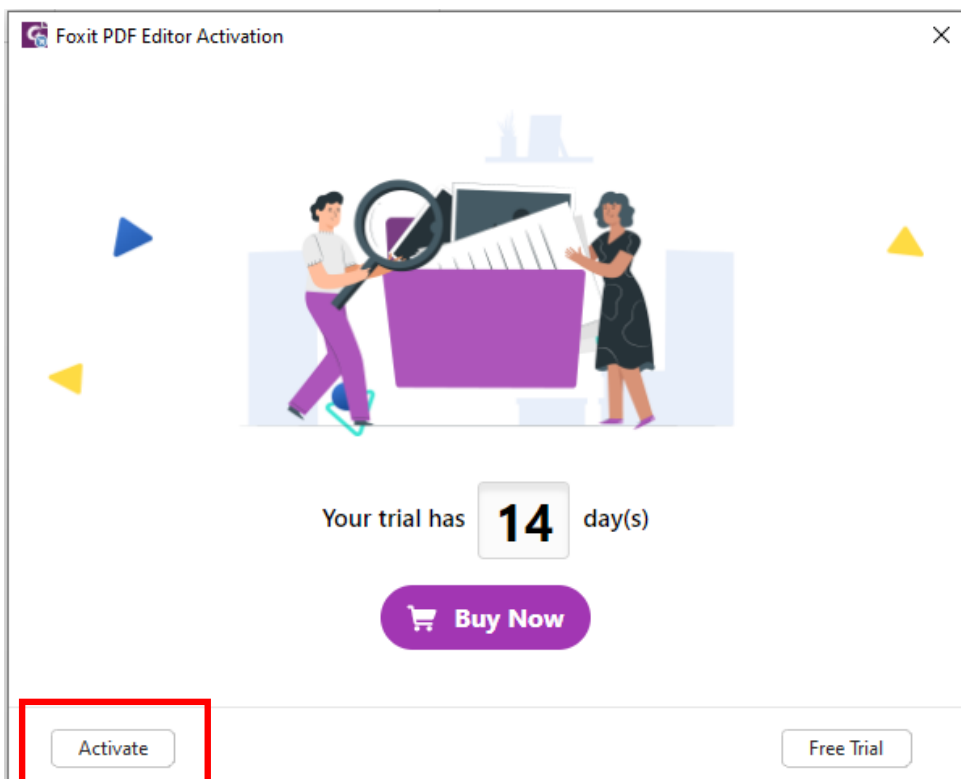 Foxit PDF Editor Activation
Your trial has 14 day(s)
Buy Now
Activate
Free Trial